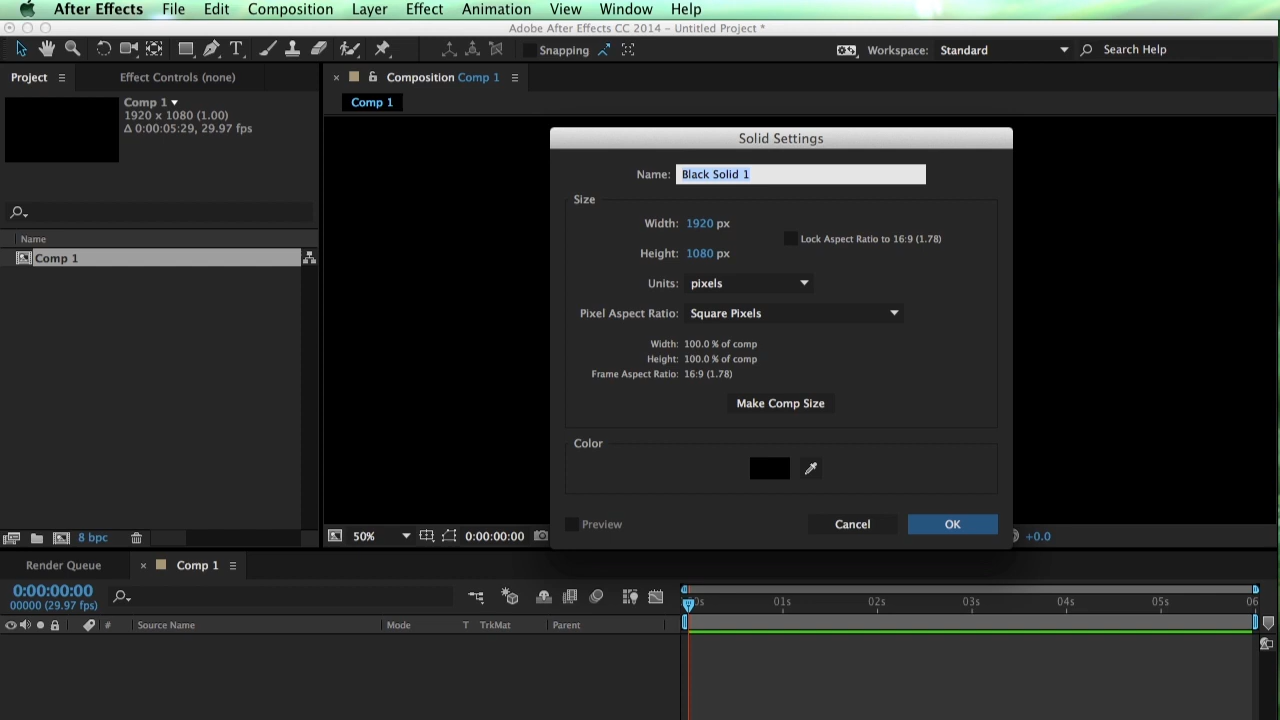 After Effects File Edit Composition Layer Effect Animation View Window Help
Adobe After Effects CC 2014 - Untitled Project *
T Snapping Workspace: Standard Search Help
Project Effect Controls (none) × Composition Comp 1
Comp 1
Comp 1
1920 x 1080 (1.00)
Δ 0:00:05:29, 29.97 fps
Name
Comp 1
Solid Settings
Name: Black Solid 1
Size
Width: 1920 px
Lock Aspect Ratio to 16:9 (1.78)
Height: 1080 px
Units: pixels
Pixel Aspect Ratio: Square Pixels
Width: 100.0 % of comp
Height: 100.0 % of comp
Frame Aspect Ratio: 16:9 (1.78)
Make Comp Size
Color
Preview Cancel OK
8 bpc 50% 0:00:00:00 +0.0
Render Queue × Comp 1
0:00:00:00
00000 (29.97 fps)
01s 02s 03s 04s 05s 06
# Source Name Mode T TrkMat Parent